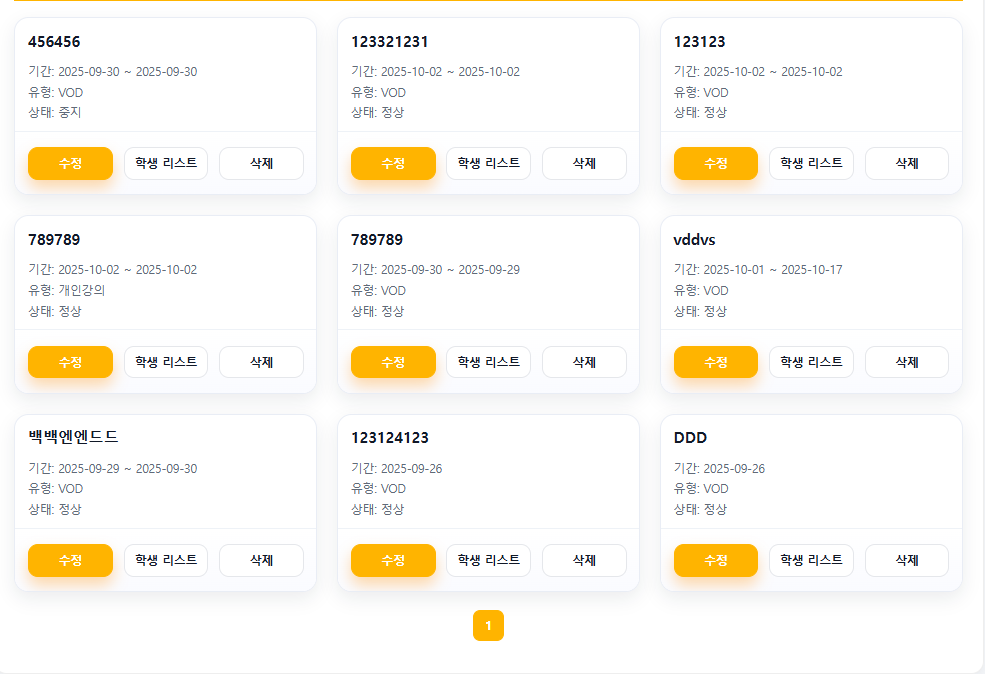 456456
기간: 2025-09-30 ~ 2025-09-30
유형: VOD
상태: 중지
수정 학생 리스트 삭제
123321231
기간: 2025-10-02 ~ 2025-10-02
유형: VOD
상태: 정상
수정 학생 리스트 삭제
123123
기간: 2025-10-02 ~ 2025-10-02
유형: VOD
상태: 정상
수정 학생 리스트 삭제
789789
기간: 2025-10-02 ~ 2025-10-02
유형: 개인강의
상태: 정상
수정 학생 리스트 삭제
789789
기간: 2025-09-30 ~ 2025-09-29
유형: VOD
상태: 정상
수정 학생 리스트 삭제
vddvs
기간: 2025-10-01 ~ 2025-10-17
유형: VOD
상태: 정상
수정 학생 리스트 삭제
백백엔엔드드
기간: 2025-09-29 ~ 2025-09-30
유형: VOD
상태: 정상
수정 학생 리스트 삭제
123124123
기간: 2025-09-26
유형: VOD
상태: 정상
수정 학생 리스트 삭제
DDD
기간: 2025-09-26
유형: VOD
상태: 정상
수정 학생 리스트 삭제
1